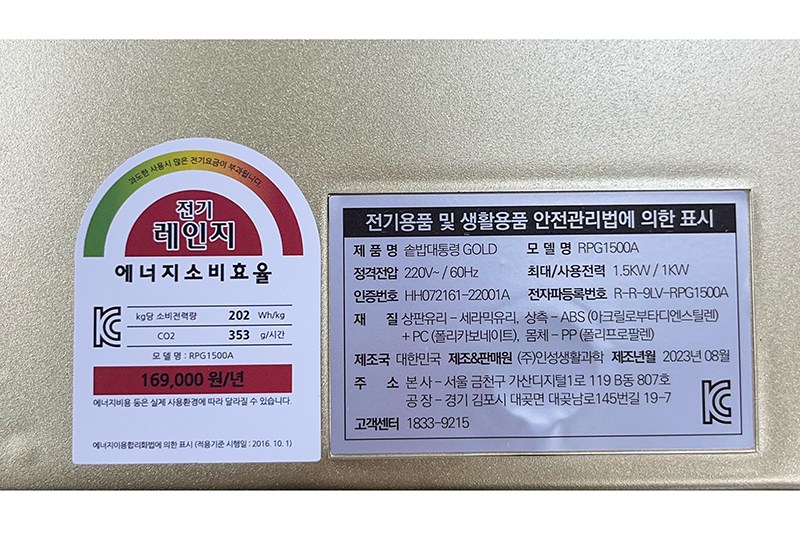 과도한 사용시 많은 전기요금이 부과됩니다.
전기
레인지
에너지소비효율
kg당 소비전력량 202 Wh/kg
CO2 353 g/시간
모 델 명 : RPG1500A
169,000 원/년
에너지비용 등은 실제 사용환경에 따라 달라질 수 있습니다.
에너지이용합리화법에 의한 표시 (적용기준 시행일 : 2016. 10. 1)
전기용품 및 생활용품 안전관리법에 의한 표시
제 품 명 솥밥대통령 GOLD 모 델 명 RPG1500A
정격전압 220V~ / 60Hz 최대/사용전력 1.5KW / 1KW
인증번호 HH072161-22001A 전자파등록번호 R-R-9LV-RPG1500A
재 질 상판유리 - 세라믹유리, 상측 - ABS (아크릴로부타디엔스틸렌)
+ PC (폴리카보네이트), 몸체 - PP (폴리프로팔렌)
제조국 대한민국 제조&판매원 (주)인성생활과학 제조년월 2023년 08월
주 소 본사 - 서울 금천구 가산디지털1로 119 B동 807호
공장 - 경기 김포시 대곶면 대곶남로145번길 19-7
고객센터 1833-9215